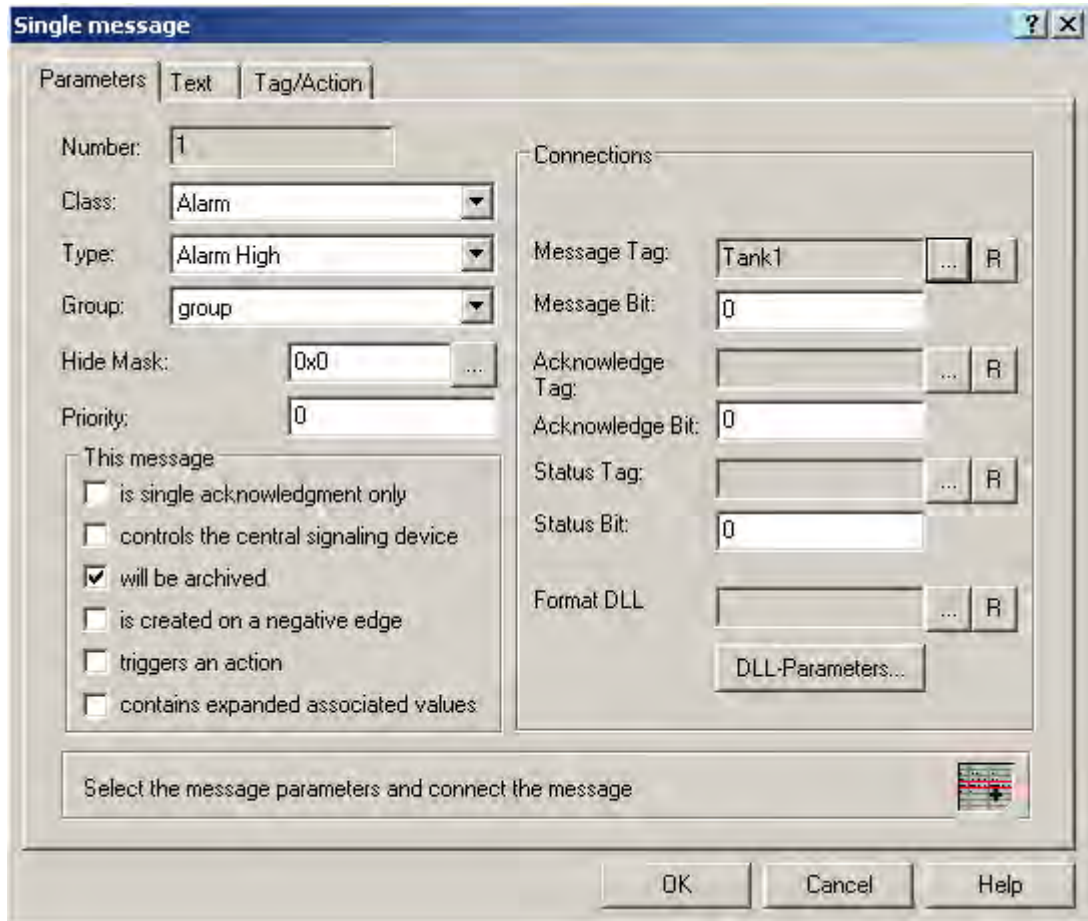 Single message
Parameters Text Tag/Action
Number: 1
Class: Alarm
Type: Alarm High
Group: group
Hide Mask: 0x0 ...
Priority: 0
This message
is single acknowledgment only
controls the central signaling device
will be archived
is created on a negative edge
triggers an action
contains expanded associated values
Connections
Message Tag: Tank1 ... R
Message Bit: 0
Acknowledge
Tag: ... R
Acknowledge Bit: 0
Status Tag: ... R
Status Bit: 0
Format DLL ... R
DLL-Parameters...
Select the message parameters and connect the message
OK Cancel Help